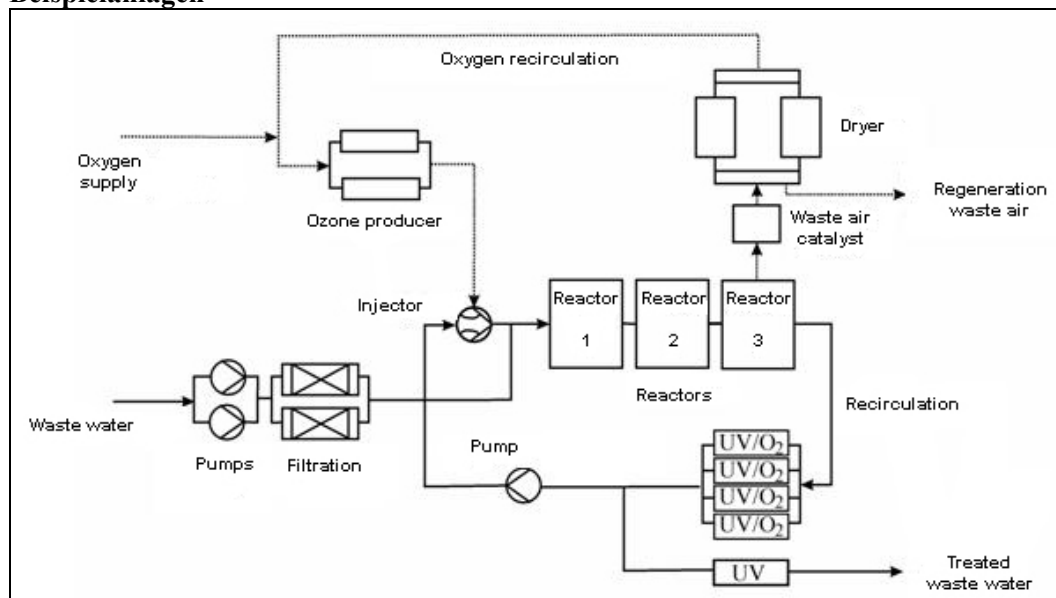 Beispielanlagen
Oxygen recirculation
Dryer
Oxygen
supply
Ozone producer
Regeneration
waste air
Waste air
catalyst
Injector
Reactor
1
Reactor
2
Reactor
3
Reactors
Recirculation
Waste water
Pumps
Filtration
Pump
UV/O₂
UV/O₂
UV/O₂
UV/O₂
UV
Treated
waste water